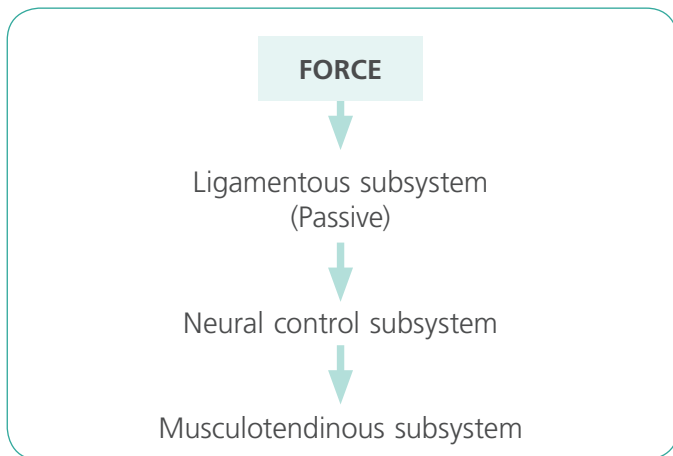 FORCE
Ligamentous subsystem
(Passive)
Neural control subsystem
Musculotendinous subsystem